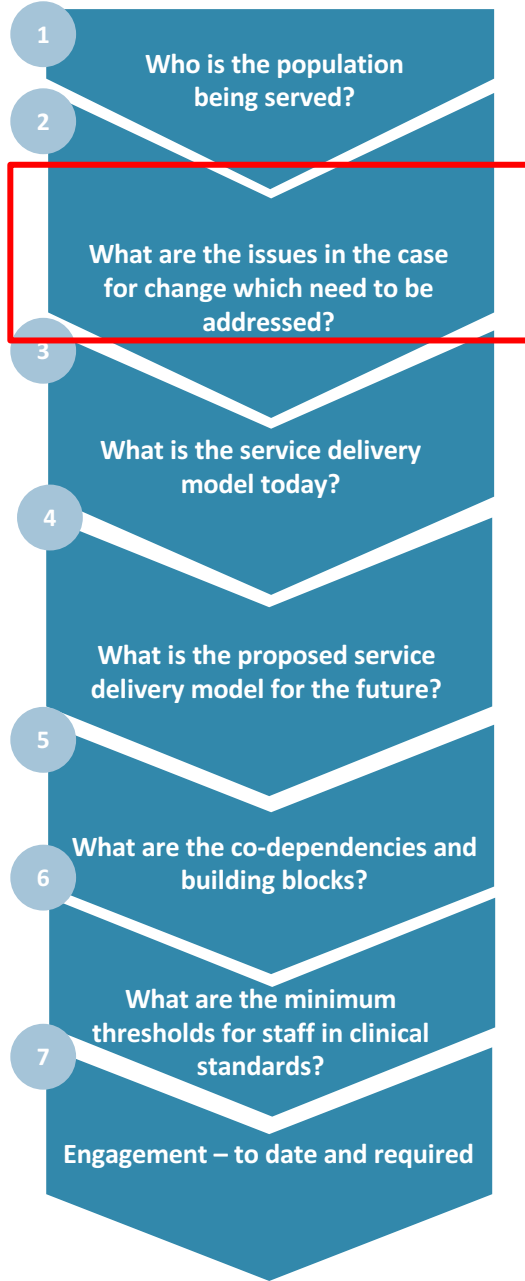 1
Who is the population
being served?
2
What are the issues in the case
for change which need to be
addressed?
3
What is the service delivery
model today?
4
What is the proposed service
delivery model for the future?
5
What are the co-dependencies and
building blocks?
6
What are the minimum
thresholds for staff in clinical
standards?
7
Engagement – to date and required